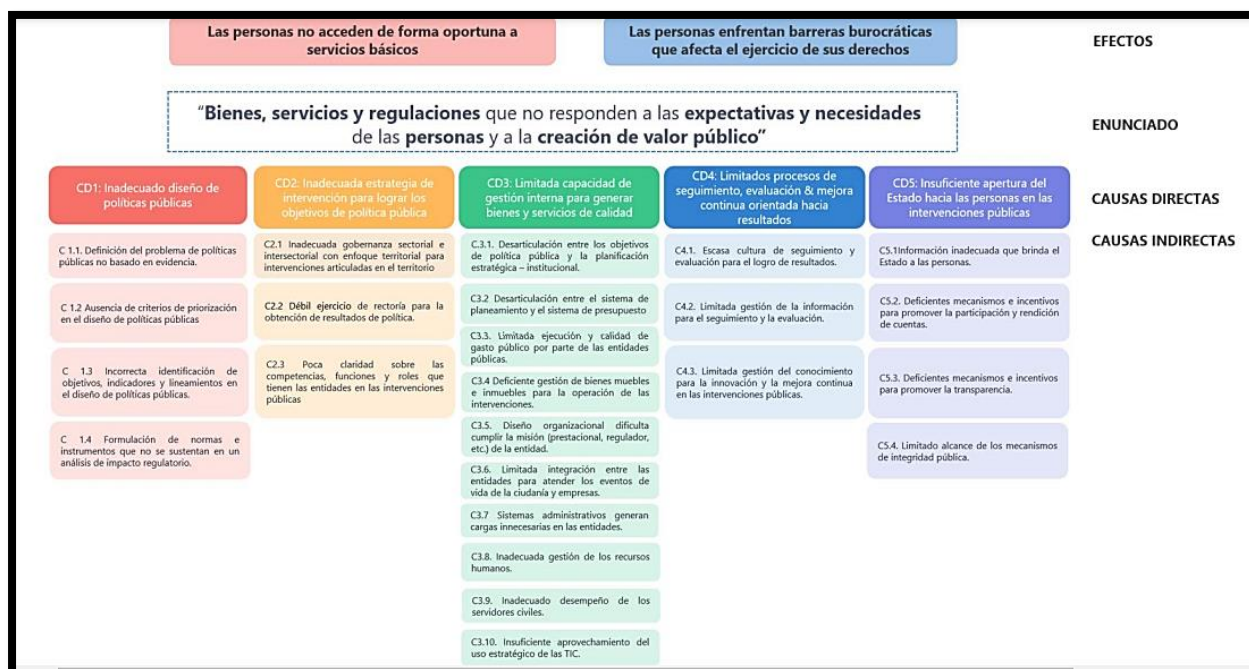 Las personas no acceden de forma oportuna a
servicios básicos
Las personas enfrentan barreras burocráticas
que afecta el ejercicio de sus derechos
EFECTOS
“Bienes, servicios y regulaciones que no responden a las expectativas y necesidades
de las personas y a la creación de valor público”
ENUNCIADO
CD1: Inadecuado diseño de
políticas públicas
CD2: Inadecuada estrategia de
intervención para lograr los
objetivos de política pública
CD3: Limitada capacidad de
gestión interna para generar
bienes y servicios de calidad
CD4: Limitados procesos de
seguimiento, evaluación & mejora
continua orientada hacia
resultados
CD5: Insuficiente apertura del
Estado hacia las personas en las
intervenciones públicas
CAUSAS DIRECTAS
CAUSAS INDIRECTAS
C 1.1. Definición del problema de políticas
públicas no basado en evidencia.
C 1.2 Ausencia de criterios de priorización
en el diseño de políticas públicas
C 1.3 Incorrecta identificación de
objetivos, indicadores y lineamientos en
el diseño de políticas públicas.
C 1.4 Formulación de normas e
instrumentos que no se sustentan en un
análisis de impacto regulatorio.
C2.1 Inadecuada gobernanza sectorial e
intersectorial con enfoque territorial para
intervenciones articuladas en el territorio
C2.2 Débil ejercicio de rectoría para la
obtención de resultados de política.
C2.3 Poca claridad sobre las
competencias, funciones y roles que
tienen las entidades en las intervenciones
públicas
C.3.1. Desarticulación entre los objetivos
de política pública y la planificación
estratégica – institucional.
C3.2 Desarticulación entre el sistema de
planeamiento y el sistema de presupuesto
C3.3. Limitada ejecución y calidad de
gasto público por parte de las entidades
públicas.
C3.4 Deficiente gestión de bienes muebles
e inmuebles para la operación de las
intervenciones.
C3.5. Diseño organizacional dificulta
cumplir la misión (prestacional, regulador,
etc.) de la entidad.
C3.6. Limitada integración entre las
entidades para atender los eventos de
vida de la ciudanía y empresas.
C3.7 Sistemas administrativos generan
cargas innecesarias en las entidades.
C3.8. Inadecuada gestión de los recursos
humanos.
C3.9. Inadecuado desempeño de los
servidores civiles.
C3.10. Insuficiente aprovechamiento del
uso estratégico de las TIC.
C4.1. Escasa cultura de seguimiento y
evaluación para el logro de resultados.
C4.2. Limitada gestión de la información
para el seguimiento y la evaluación.
C4.3. Limitada gestión del conocimiento
para la innovación y la mejora continua
en las intervenciones públicas.
C5.1Información inadecuada que brinda el
Estado a las personas.
C5.2. Deficientes mecanismos e incentivos
para promover la participación y rendición
de cuentas.
C5.3. Deficientes mecanismos e incentivos
para promover la transparencia.
C5.4. Limitado alcance de los mecanismos
de integridad pública.